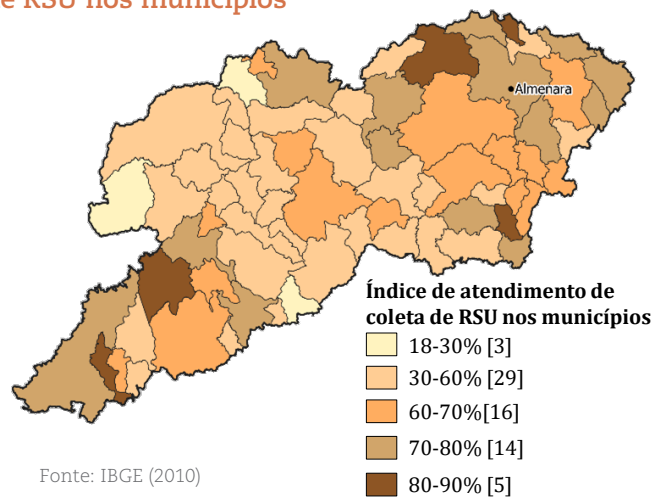 de RSU nos municípios
Almenara
Índice de atendimento de
coleta de RSU nos municípios
18-30% [3]
30-60% [29]
60-70%[16]
70-80% [14]
80-90% [5]
Fonte: IBGE (2010)